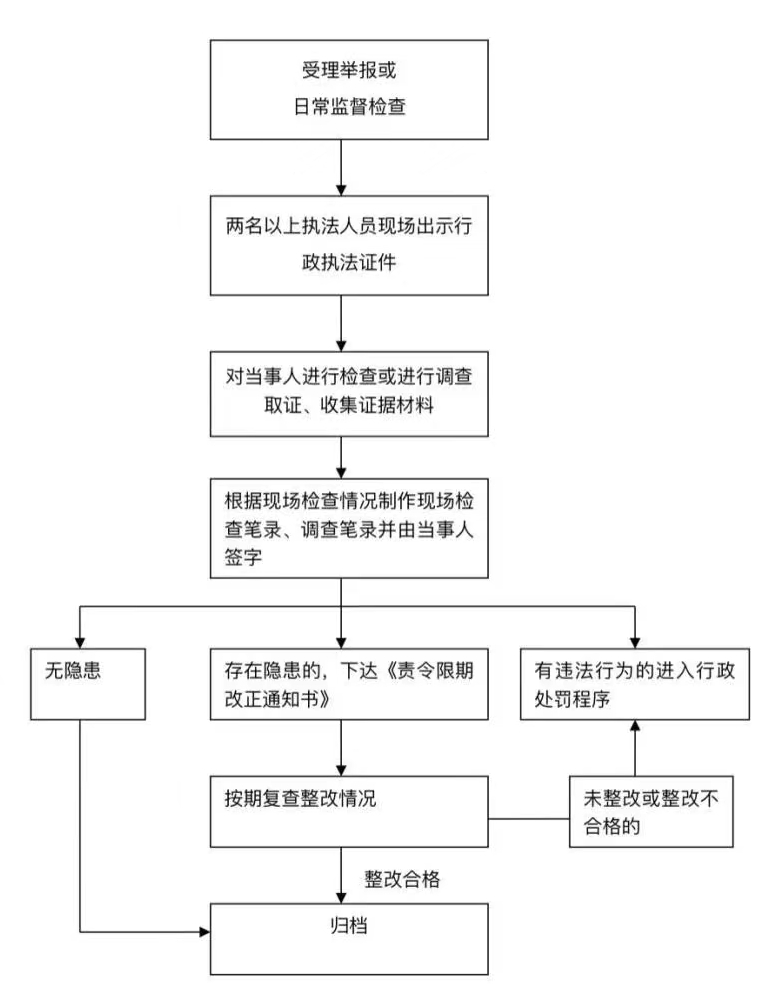 受理举报或
日常监督检查
两名以上执法人员现场出示行
政执法证件
对当事人进行检查或进行调查
取证、收集证据材料
根据现场检查情况制作现场检
查笔录、调查笔录并由当事人
签字
无隐患
存在隐患的，下达《责令限期
改正通知书》
有违法行为的进入行政
处罚程序
按期复查整改情况
未整改或整改不
合格的
整改合格
归档